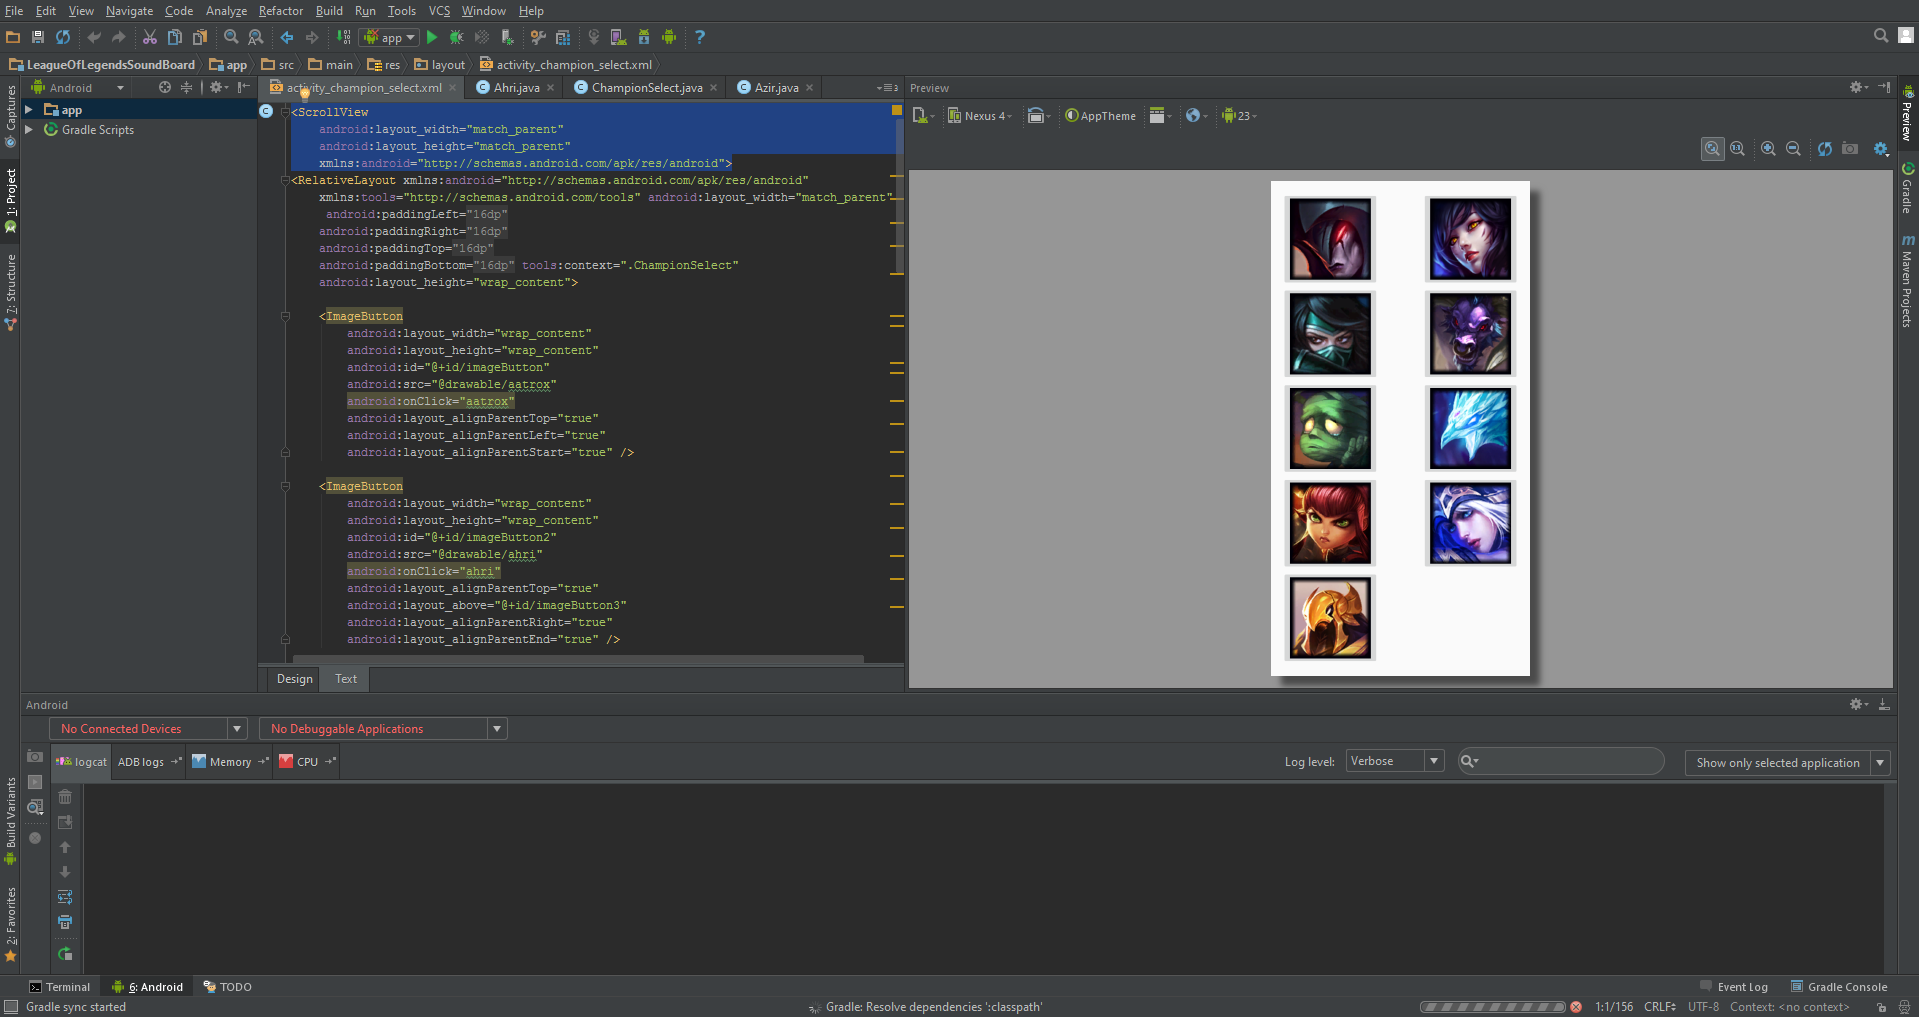 File Edit View Navigate Code Analyze Refactor Build Run Tools VCS Window Help
app
LeagueOfLegendsSoundBoard app src main res layout activity_champion_select.xml
Android
activity_champion_select.xml Ahri.java ChampionSelect.java Azir.java
Preview
app
Gradle Scripts
Nexus 4 AppTheme 23
<ScrollView
android:layout_width="match_parent"
android:layout_height="match_parent"
xmlns:android="http://schemas.android.com/apk/res/android">
<RelativeLayout xmlns:android="http://schemas.android.com/apk/res/android"
xmlns:tools="http://schemas.android.com/tools" android:layout_width="match_parent"
android:paddingLeft="16dp"
android:paddingRight="16dp"
android:paddingTop="16dp"
android:paddingBottom="16dp" tools:context=".ChampionSelect"
android:layout_height="wrap_content">
<ImageButton
android:layout_width="wrap_content"
android:layout_height="wrap_content"
android:id="@+id/imageButton"
android:src="@drawable/aatrox"
android:onClick="aatrox"
android:layout_alignParentTop="true"
android:layout_alignParentLeft="true"
android:layout_alignParentStart="true" />
<ImageButton
android:layout_width="wrap_content"
android:layout_height="wrap_content"
android:id="@+id/imageButton2"
android:src="@drawable/ahri"
android:onClick="ahri"
android:layout_alignParentTop="true"
android:layout_above="@+id/imageButton3"
android:layout_alignParentRight="true"
android:layout_alignParentEnd="true" />
Design Text
Captures
1: Project
7: Structure
Build Variants
2: Favorites
Preview
Gradle
Maven Projects
Android
No Connected Devices No Debuggable Applications
logcat ADB logs Memory CPU
Log level: Verbose Show only selected application
Terminal 6: Android TODO
Event Log Gradle Console
Gradle sync started
Gradle: Resolve dependencies ':classpath'
1:1/156 CRLF UTF-8 Context: <no context>